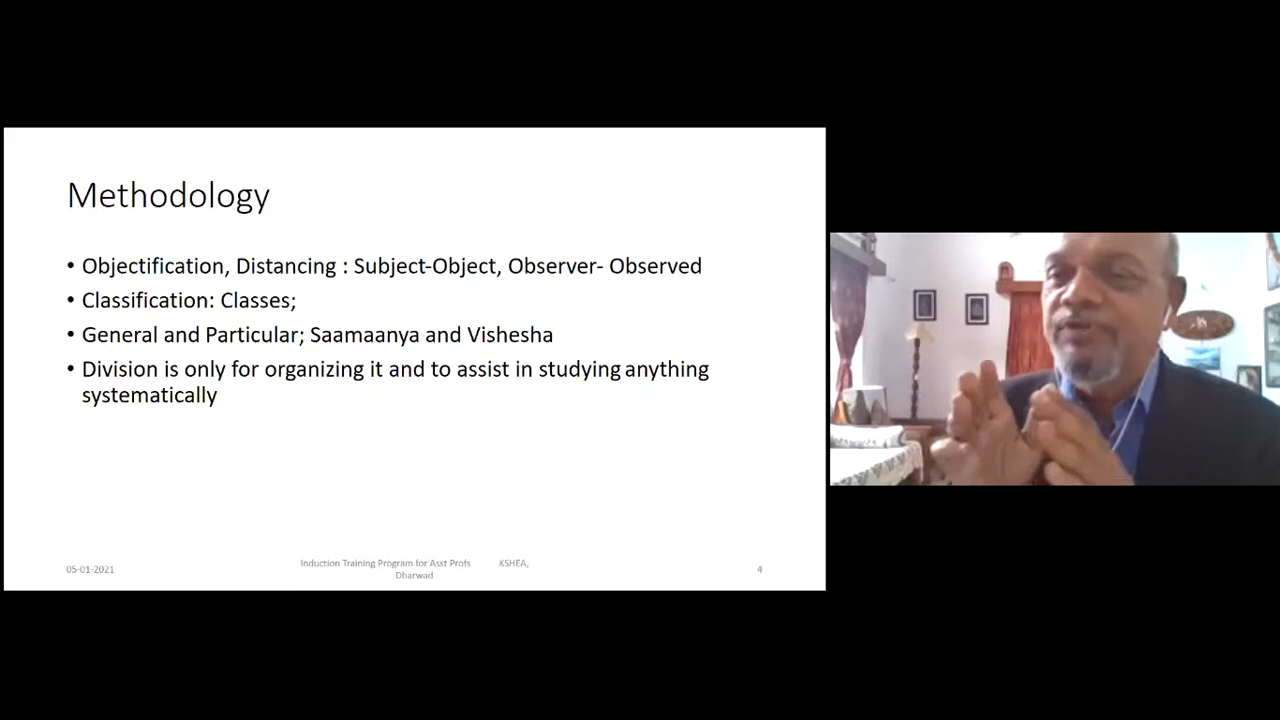 Methodology
• Objectification, Distancing : Subject-Object, Observer- Observed
• Classification: Classes;
• General and Particular; Saamaanya and Vishesha
• Division is only for organizing it and to assist in studying anything
systematically
05-01-2021
Induction Training Program for Asst Profs KSHEA,
Dharwad
4